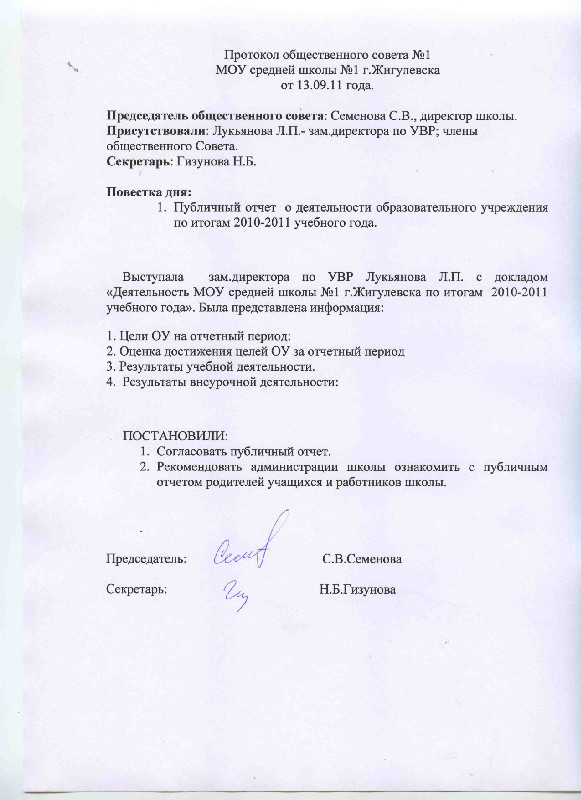 Протокол общественного совета №1
МОУ средней школы №1 г.Жигулевска
от 13.09.11 года.
Председатель общественного совета: Семенова С.В., директор школы.
Присутствовали: Лукьянова Л.П.- зам.директора по УВР; члены
общественного Совета.
Секретарь: Гизунова Н.Б.
Повестка дня:
1. Публичный отчет о деятельности образовательного учреждения
по итогам 2010-2011 учебного года.
Выступала зам.директора по УВР Лукьянова Л.П. с докладом
«Деятельность МОУ средней школы №1 г.Жигулевска по итогам 2010-2011
учебного года». Была представлена информация:
1. Цели ОУ на отчетный период:
2. Оценка достижения целей ОУ за отчетный период
3. Результаты учебной деятельности.
4. Результаты внеурочной деятельности:
ПОСТАНОВИЛИ:
1. Согласовать публичный отчет.
2. Рекомендовать администрации школы ознакомить с публичным
отчетом родителей учащихся и работников школы.
Председатель: С.В.Семенова
Секретарь: Н.Б.Гизунова